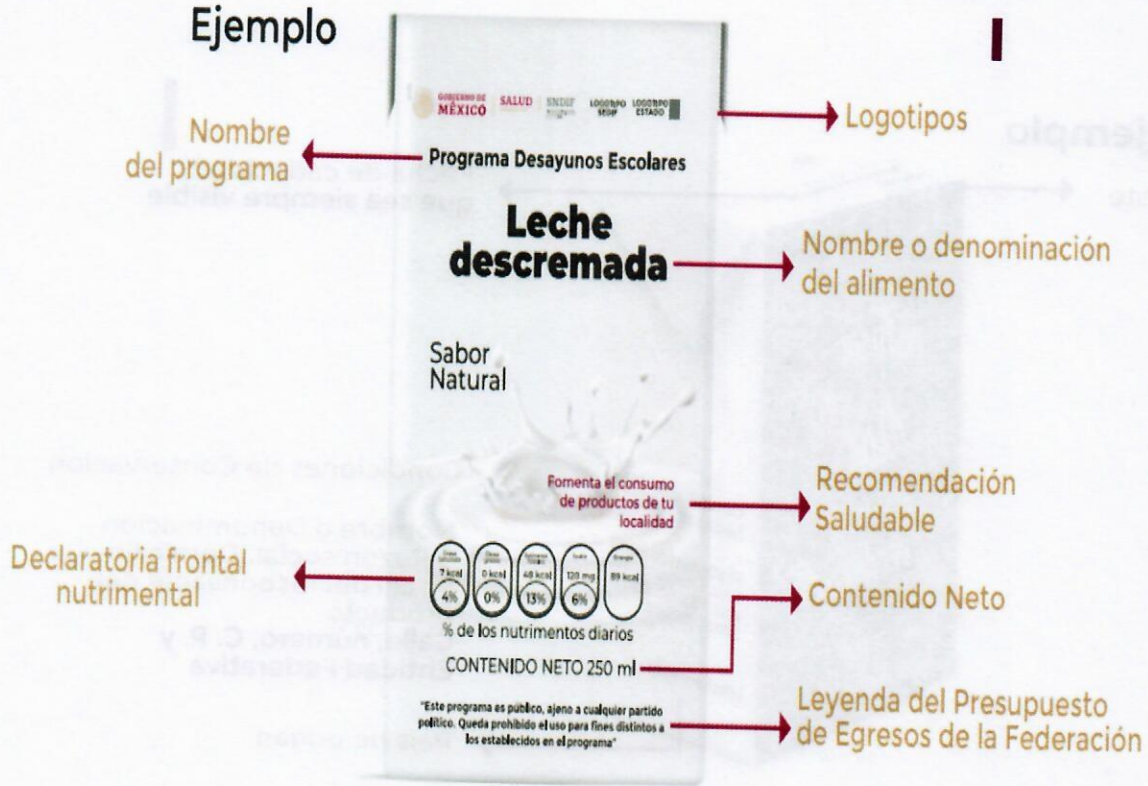 Ejemplo
GOBIERNO DE
MÉXICO
SALUD
SNDIF
LOGOTIPO
SEDIF
LOGOTIPO
ESTADO
Logotipos
Nombre
del programa
Programa Desayunos Escolares
Leche
descremada
Nombre o denominación
del alimento
Sabor
Natural
Fomenta el consumo
de productos de tu
localidad
Recomendación
Saludable
Declaratoria frontal
nutrimental
7 kcal
0 kcal
48 kcal
120 mg
89 kcal
4%
0%
13%
6%
% de los nutrimentos diarios
Contenido Neto
CONTENIDO NETO 250 ml
"Este programa es público, ajeno a cualquier partido
político. Queda prohibido el uso para fines distintos a
los establecidos en el programa"
Leyenda del Presupuesto
de Egresos de la Federación